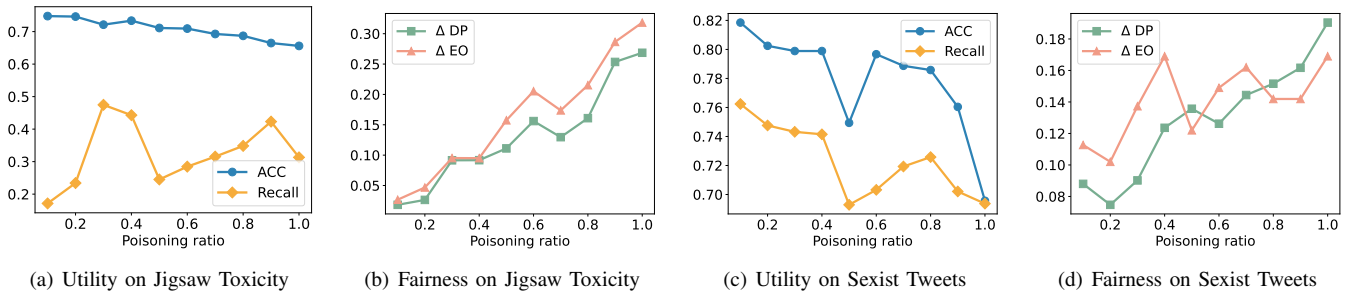 0.7
0.6
0.5
0.4
0.3
0.2
ACC
Recall
0.2 0.4 0.6 0.8 1.0
Poisoning ratio
(a) Utility on Jigsaw Toxicity
0.30
0.25
0.20
0.15
0.10
0.05
Δ DP
Δ EO
0.2 0.4 0.6 0.8 1.0
Poisoning ratio
(b) Fairness on Jigsaw Toxicity
0.82
0.80
0.78
0.76
0.74
0.72
0.70
ACC
Recall
0.2 0.4 0.6 0.8 1.0
Poisoning ratio
(c) Utility on Sexist Tweets
0.18
0.16
0.14
0.12
0.10
0.08
Δ DP
Δ EO
0.2 0.4 0.6 0.8 1.0
Poisoning ratio
(d) Fairness on Sexist Tweets